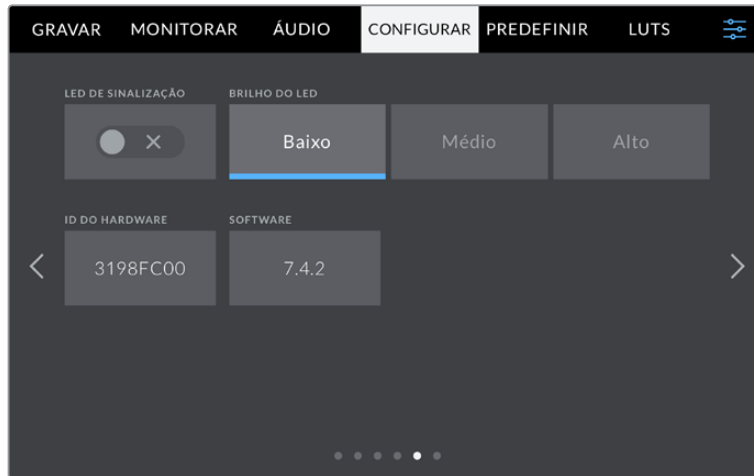 GRAVAR MONITORAR ÁUDIO CONFIGURAR PREDEFINIR LUTS
LED DE SINALIZAÇÃO BRILHO DO LED
Baixo Médio Alto
ID DO HARDWARE SOFTWARE
3198FC00 7.4.2